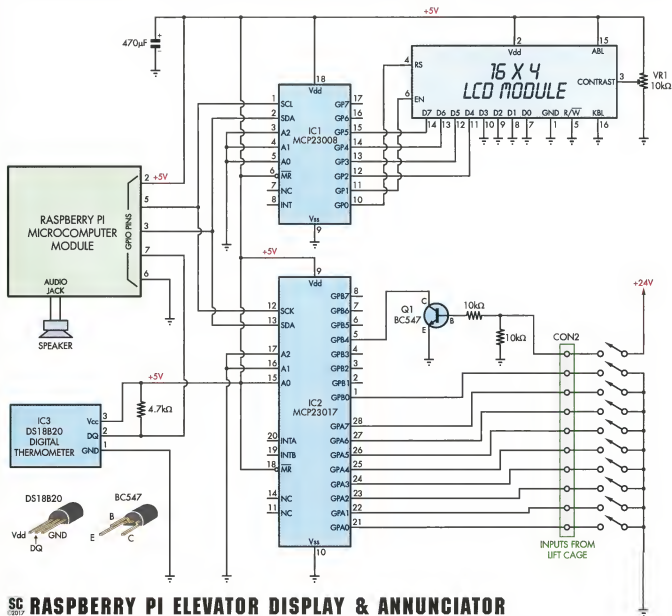 +5V
470µF
+
2
Vdd
15
ABL
4
RS
16 X 4
LCD MODULE
CONTRAST
3
VR1
10kΩ
6
EN
D7 D6 D5 D4 D3 D2 D1 D0 GND R/W KBL
14 13 12 11 10 9 8 7 1 5 16
18
Vdd
1 SCL
2 SDA
3 A2
4 A1
5 A0
6 MR
7 NC
8 INT
IC1
MCP23008
GP7 17
GP6 16
GP5 15
GP4 14
GP3 13
GP2 12
GP1 11
GP0 10
Vss
9
RASPBERRY PI
MICROCOMPUTER
MODULE
GPIO PINS
2 +5V
5
3
7
6
AUDIO
JACK
SPEAKER
+5V
9
Vdd
12 SCK
13 SDA
17 A2
16 A1
15 A0
20 INTA
19 INTB
18 MR
14 NC
11 NC
IC2
MCP23017
GPB7 8
GPB6 7
GPB5 6
GPB4 5
GPB3 4
GPB2 3
GPB1 2
GPB0 1
GPA7 28
GPA6 27
GPA5 26
GPA4 25
GPA3 24
GPA2 23
GPA1 22
GPA0 21
Vss
10
Q1
BC547
C
B
E
10kΩ
10kΩ
+24V
CON2
INPUTS FROM
LIFT CAGE
+5V
4.7kΩ
IC3
DS18B20
DIGITAL
THERMOMETER
Vcc 3
DQ 2
GND 1
DS18B20
Vdd
DQ
GND
BC547
B
E
C
SC ©2017 RASPBERRY PI ELEVATOR DISPLAY & ANNUNCIATOR